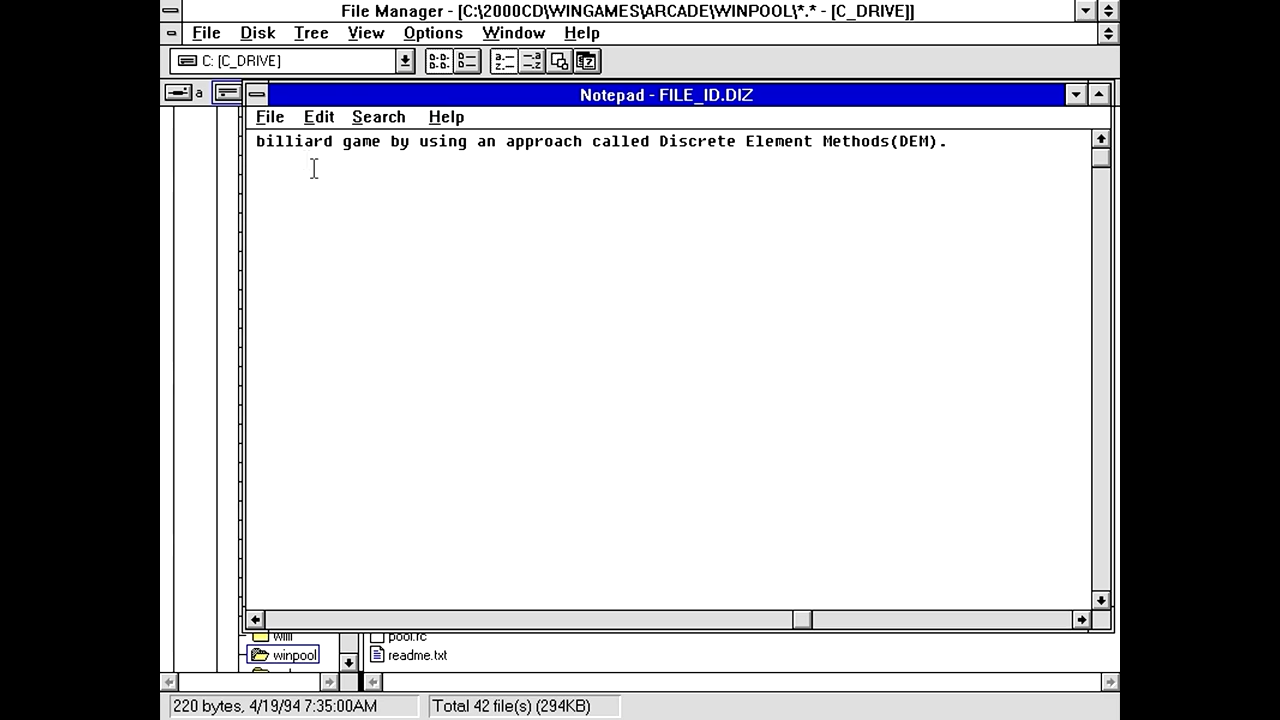 File Manager - [C:\2000CD\WINGAMES\ARCADE\WINPOOL\*.* - [C_DRIVE]]
File Disk Tree View Options Window Help
C: [C_DRIVE]
a
Notepad - FILE_ID.DIZ
File Edit Search Help
billiard game by using an approach called Discrete Element Methods(DEM).
pool.rc
winpool
readme.txt
220 bytes, 4/19/94 7:35:00AM
Total 42 file(s) (294KB)